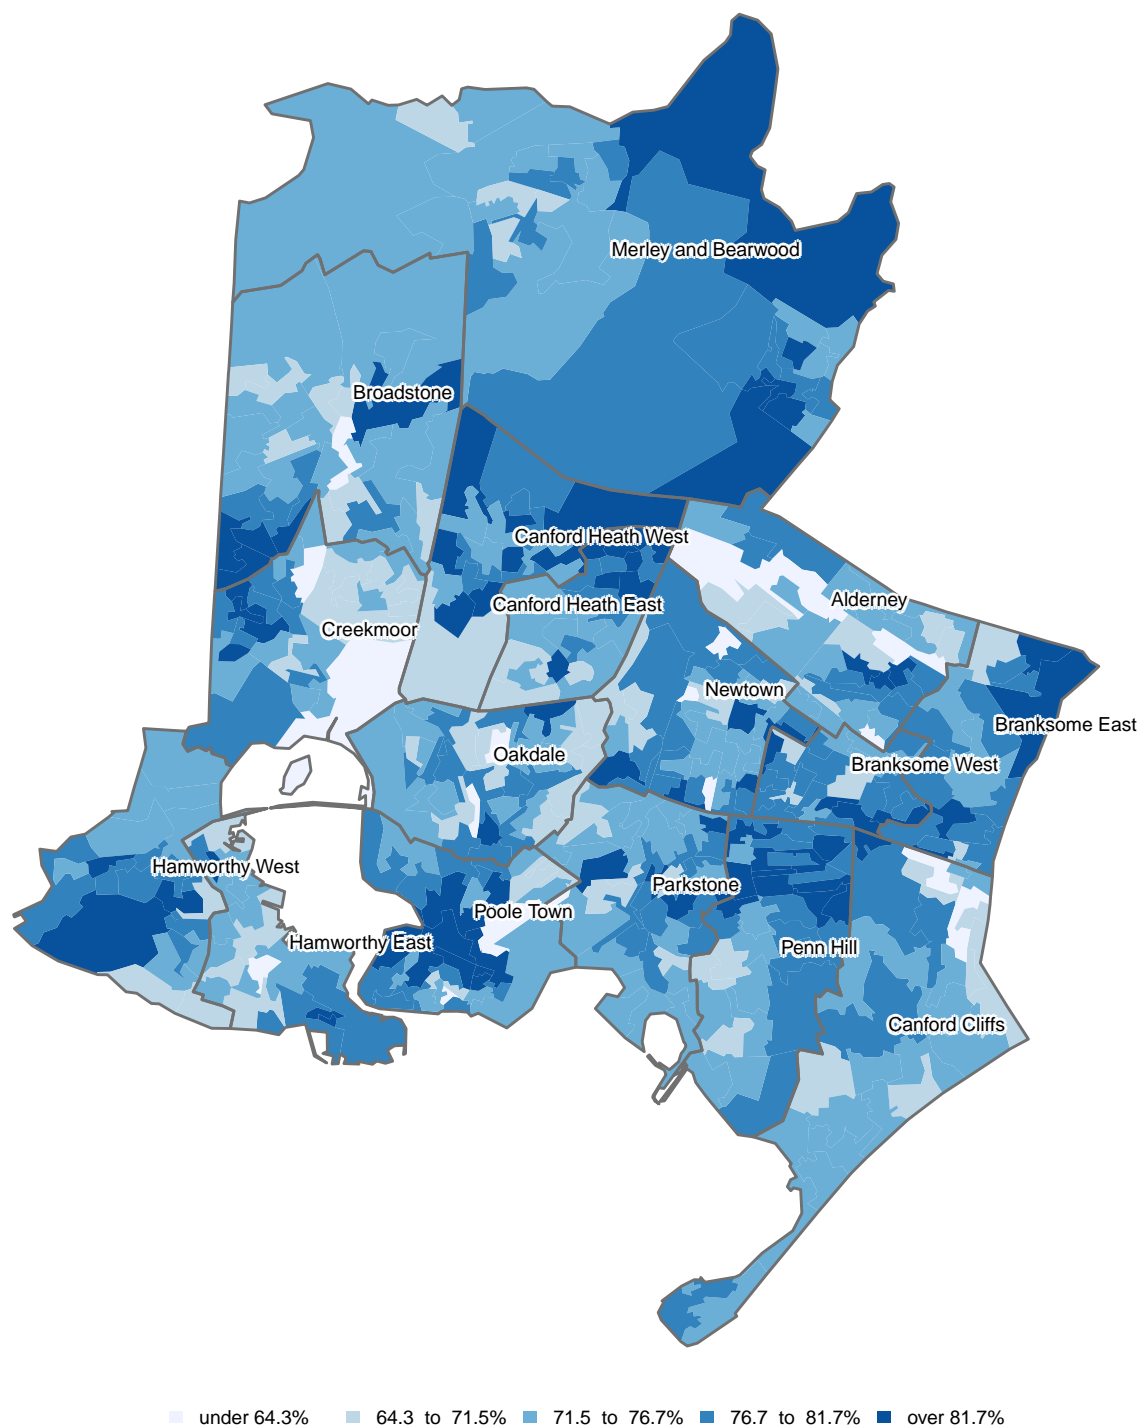 Merley and Bearwood
Broadstone
Canford Heath West
Canford Heath East
Alderney
Creekmoor
Newtown
Branksome East
Oakdale
Branksome West
Hamworthy West
Parkstone
Poole Town
Hamworthy East
Penn Hill
Canford Cliffs
under 64.3% 64.3 to 71.5% 71.5 to 76.7% 76.7 to 81.7% over 81.7%